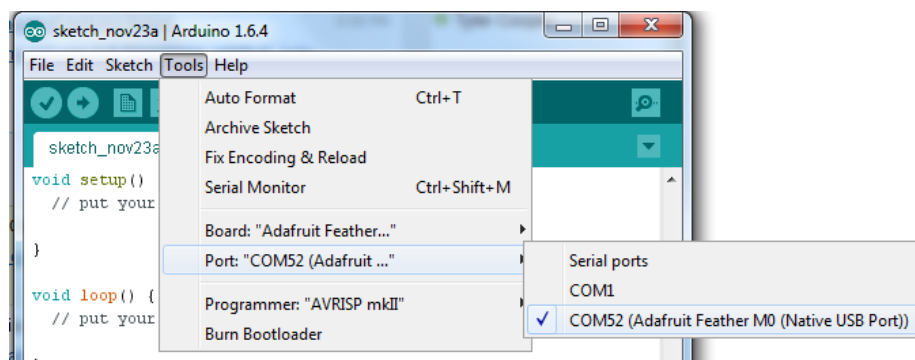 sketch_nov23a | Arduino 1.6.4
File Edit Sketch Tools Help
Auto Format Ctrl+T
Archive Sketch
sketch_nov23a
Fix Encoding & Reload
void setup()
Serial Monitor Ctrl+Shift+M
// put your
Board: "Adafruit Feather..."
}
Port: "COM52 (Adafruit ..."
Serial ports
COM1
void loop() {
Programmer: "AVRISP mkII"
// put your
COM52 (Adafruit Feather M0 (Native USB Port))
Burn Bootloader